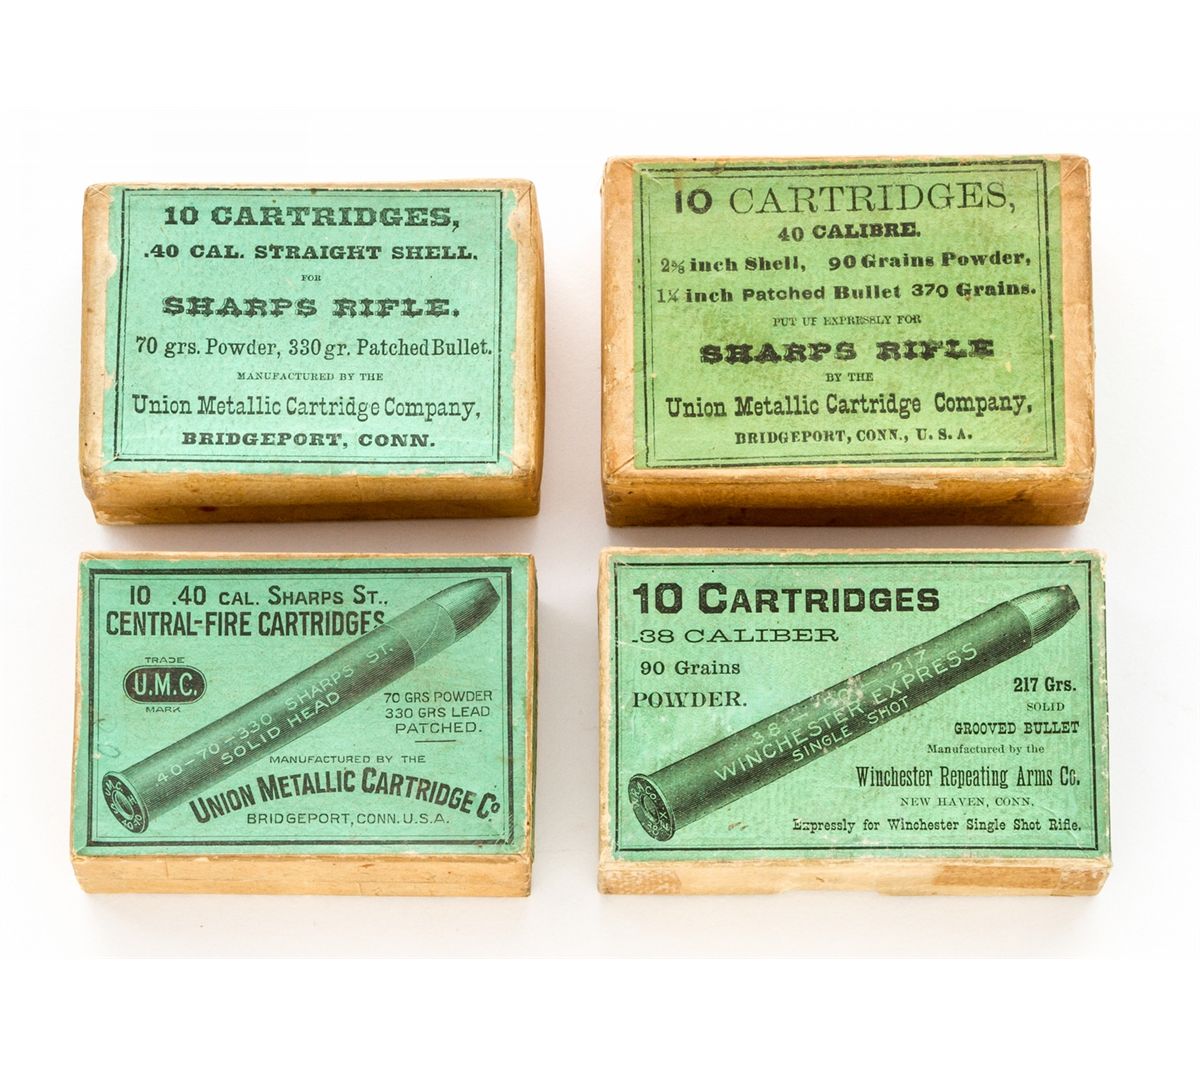 10 CARTRIDGES,
.40 CAL. STRAIGHT SHELL.
FOR
SHARPS RIFLE,
70 grs. Powder, 330 gr. Patched Bullet.
MANUFACTURED BY THE
Union Metallic Cartridge Company,
BRIDGEPORT, CONN.
10 CARTRIDGES,
40 CALIBRE.
2⅝ inch Shell, 90 Grains Powder,
1¼ inch Patched Bullet 370 Grains.
PUT UP EXPRESSLY FOR
SHARPS RIFLE
BY THE
Union Metallic Cartridge Company,
BRIDGEPORT, CONN., U. S. A.
10 .40 CAL. SHARPS ST.,
CENTRAL-FIRE CARTRIDGES
TRADE
U.M.C.
MARK
40-70-330 SHARPS ST.
SOLID HEAD
70 GRS POWDER
330 GRS LEAD
PATCHED.
MANUFACTURED BY THE
UNION METALLIC CARTRIDGE Co
BRIDGEPORT, CONN. U.S.A.
10 CARTRIDGES
.38 CALIBER
90 Grains
POWDER.
38 90 217
WINCHESTER EXPRESS
SINGLE SHOT
217 Grs.
SOLID
GROOVED BULLET
Manufactured by the
Winchester Repeating Arms Co.
NEW HAVEN, CONN.
Expressly for Winchester Single Shot Rifle.